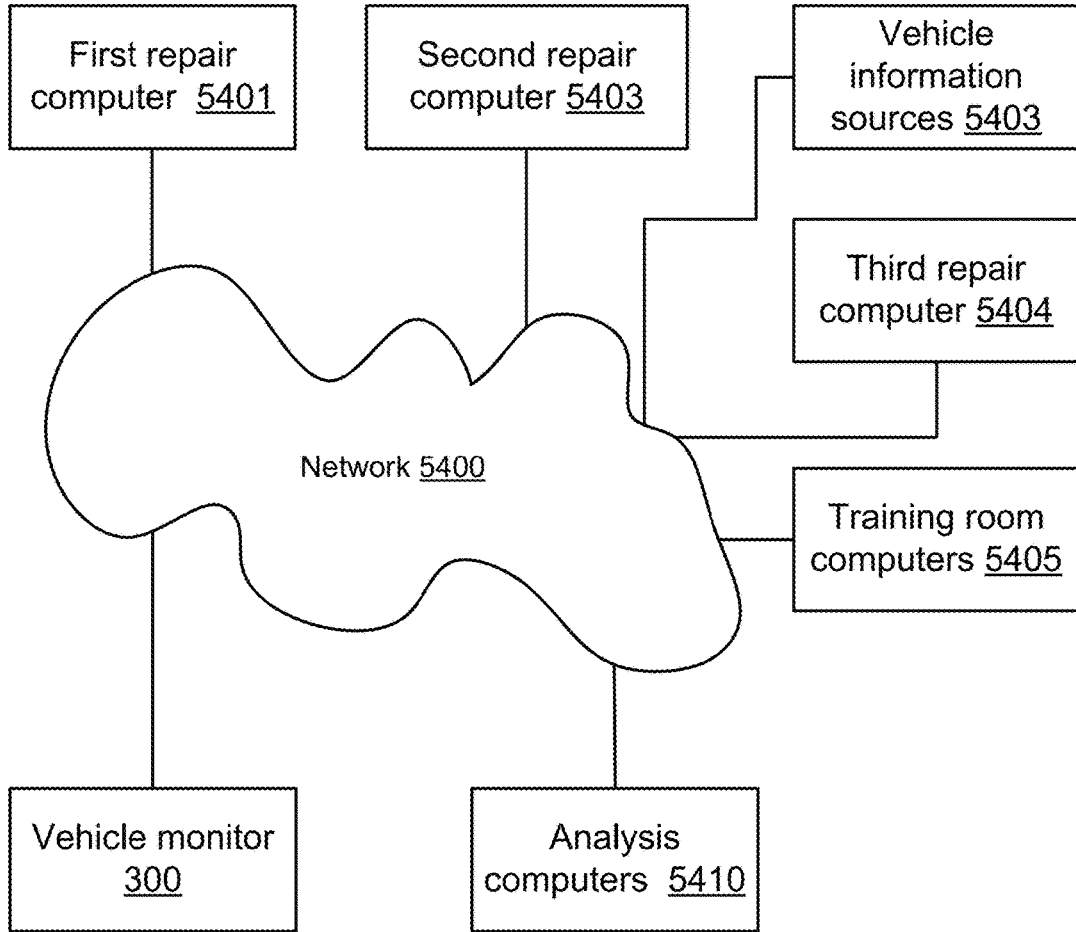 First repair
computer 5401
Second repair
computer 5403
Vehicle
information
sources 5403
Third repair
computer 5404
Network 5400
Training room
computers 5405
Vehicle monitor
300
Analysis
computers 5410